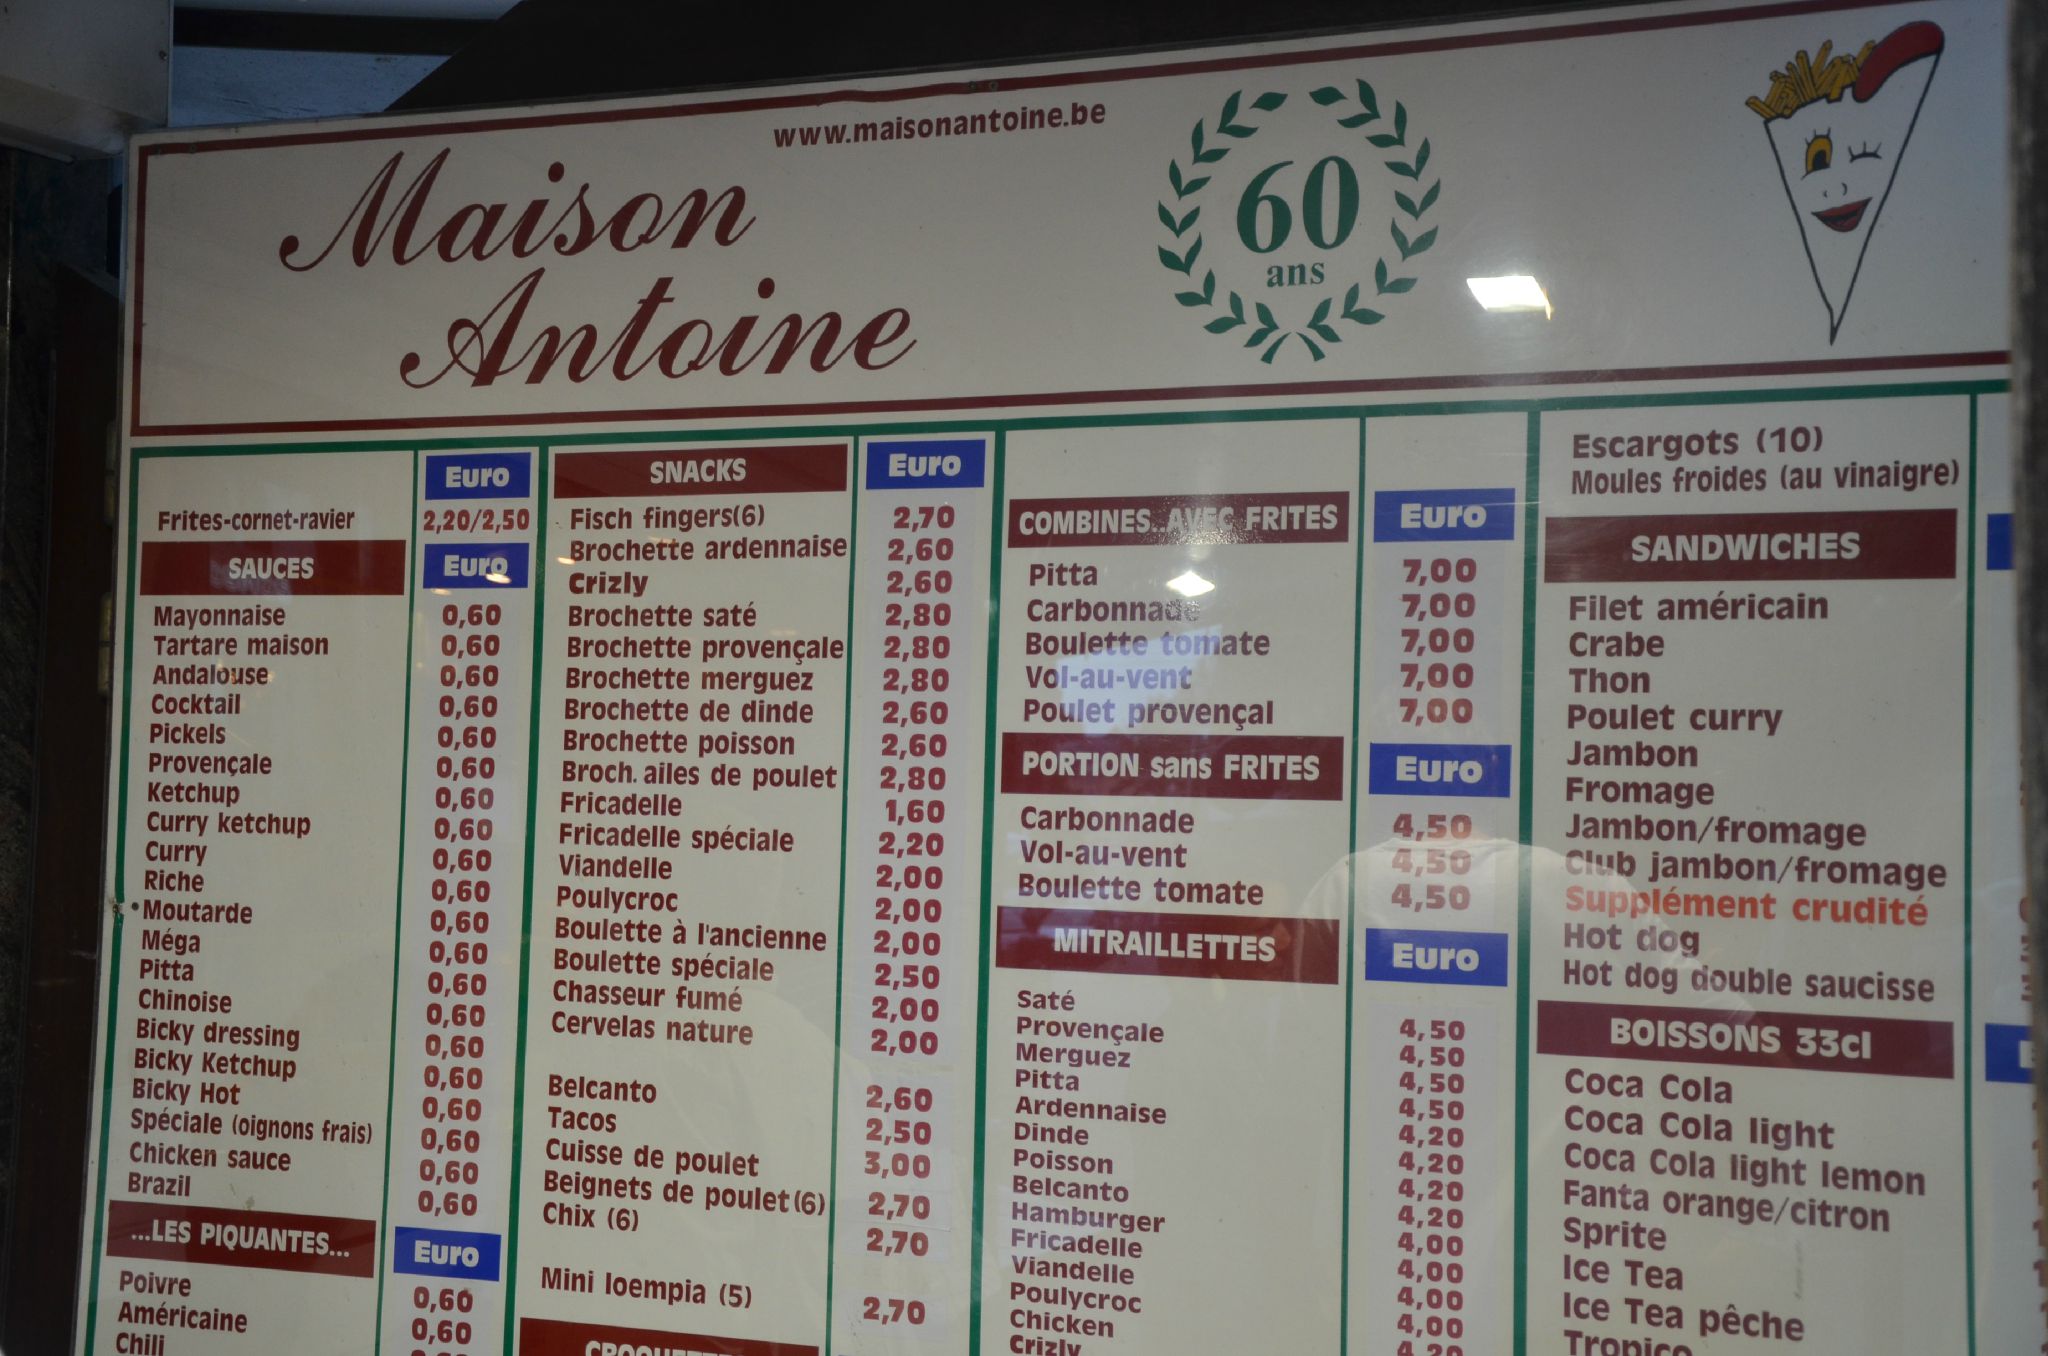 www.maisonantoine.be
Maison
Antoine
60
ans
Euro
Frites-cornet-ravier 2,20/2,50
SAUCES Euro
Mayonnaise 0,60
Tartare maison 0,60
Andalouse 0,60
Cocktail 0,60
Pickels 0,60
Provençale 0,60
Ketchup 0,60
Curry ketchup 0,60
Curry 0,60
Riche 0,60
Moutarde 0,60
Méga 0,60
Pitta 0,60
Chinoise 0,60
Bicky dressing 0,60
Bicky Ketchup 0,60
Bicky Hot 0,60
Spéciale (oignons frais) 0,60
Chicken sauce 0,60
Brazil 0,60
...LES PIQUANTES... Euro
Poivre 0,60
Américaine 0,60
Chili
SNACKS Euro
Fisch fingers(6) 2,70
Brochette ardennaise 2,60
Crizly 2,60
Brochette saté 2,80
Brochette provençale 2,80
Brochette merguez 2,80
Brochette de dinde 2,60
Brochette poisson 2,60
Broch. ailes de poulet 2,80
Fricadelle 1,60
Fricadelle spéciale 2,20
Viandelle 2,00
Poulycroc 2,00
Boulette à l'ancienne 2,00
Boulette spéciale 2,50
Chasseur fumé 2,00
Cervelas nature 2,00
Belcanto 2,60
Tacos 2,50
Cuisse de poulet 3,00
Beignets de poulet (6) 2,70
Chix (6) 2,70
Mini loempia (5) 2,70
COMBINES..AVEC FRITES Euro
Pitta 7,00
Carbonnade 7,00
Boulette tomate 7,00
Vol-au-vent 7,00
Poulet provençal 7,00
PORTION sans FRITES Euro
Carbonnade 4,50
Vol-au-vent 4,50
Boulette tomate 4,50
MITRAILLETTES Euro
Saté 4,50
Provençale 4,50
Merguez 4,50
Pitta 4,50
Ardennaise 4,20
Dinde 4,20
Poisson 4,20
Belcanto 4,20
Hamburger 4,00
Fricadelle 4,00
Viandelle 4,00
Poulycroc 4,00
Chicken 4,20
Crizly
Escargots (10)
Moules froides (au vinaigre)
SANDWICHES
Filet américain
Crabe
Thon
Poulet curry
Jambon
Fromage
Jambon/fromage
Club jambon/fromage
Supplément crudité
Hot dog
Hot dog double saucisse
BOISSONS 33cl
Coca Cola
Coca Cola light
Coca Cola light lemon
Fanta orange/citron
Sprite
Ice Tea
Ice Tea pêche
Tropico